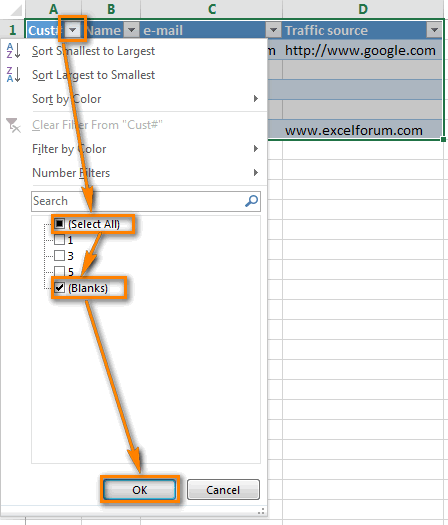 A B C D
1 Cust# Name e-mail Traffic source
m http://www.google.com
www.excelforum.com
Sort Smallest to Largest
Sort Largest to Smallest
Sort by Color
Clear Filter From "Cust#"
Filter by Color
Number Filters
Search
(Select All)
1
3
5
(Blanks)
OK Cancel